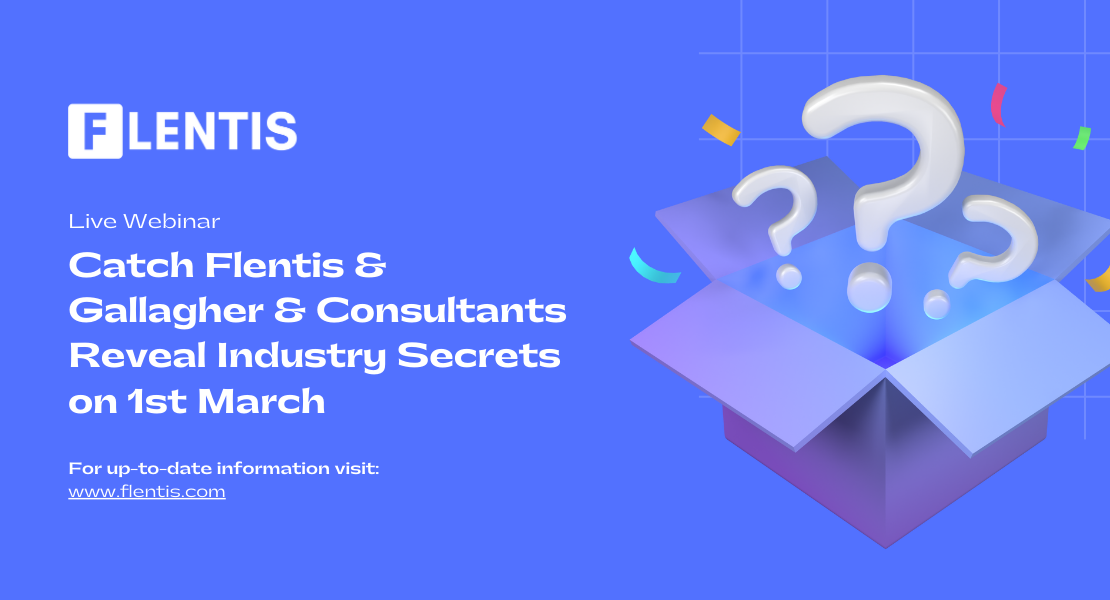 FLENTIS
Live Webinar
Catch Flentis &
Gallagher & Consultants
Reveal Industry Secrets
on 1st March
For up-to-date information visit:
www.flentis.com